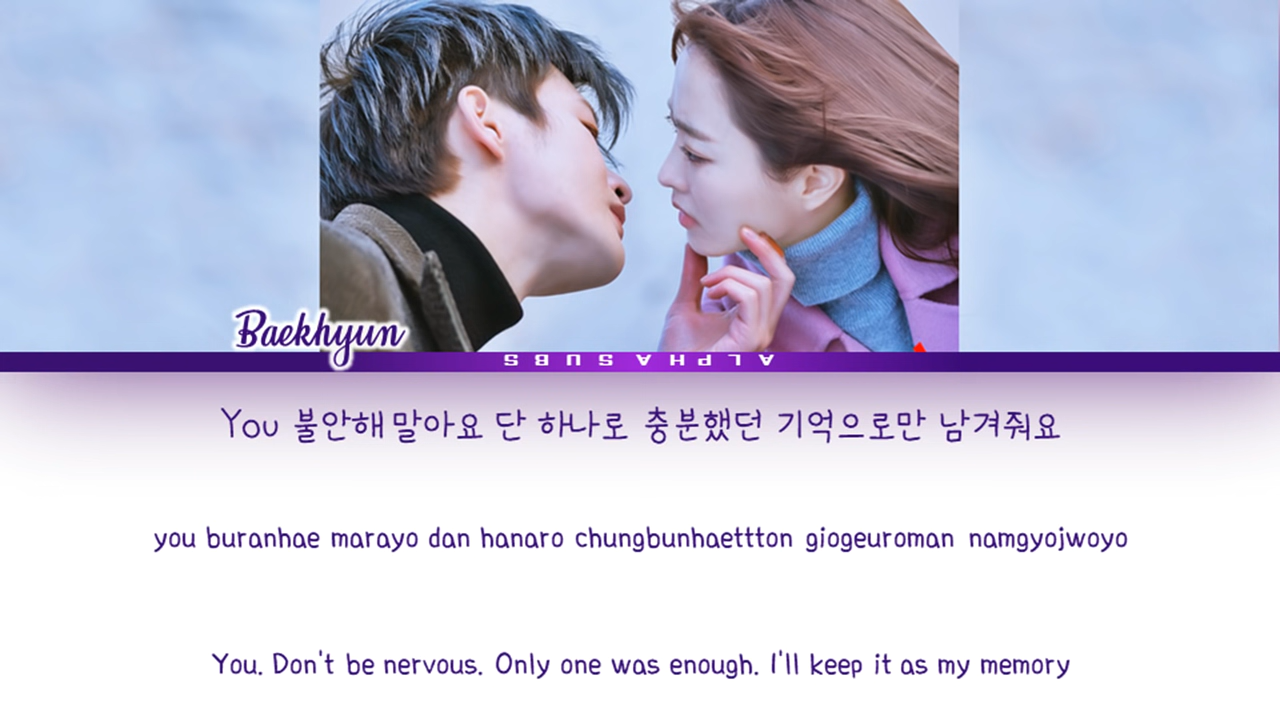 Baekhyun
ALPHASUBS
You 불안해 말아요 단 하나로 충분했던 기억으로만 남겨줘요
you buranhae marayo dan hanaro chungbunhaettton giogeuroman namgyojwoyo
You. Don't be nervous. Only one was enough. I'll keep it as my memory